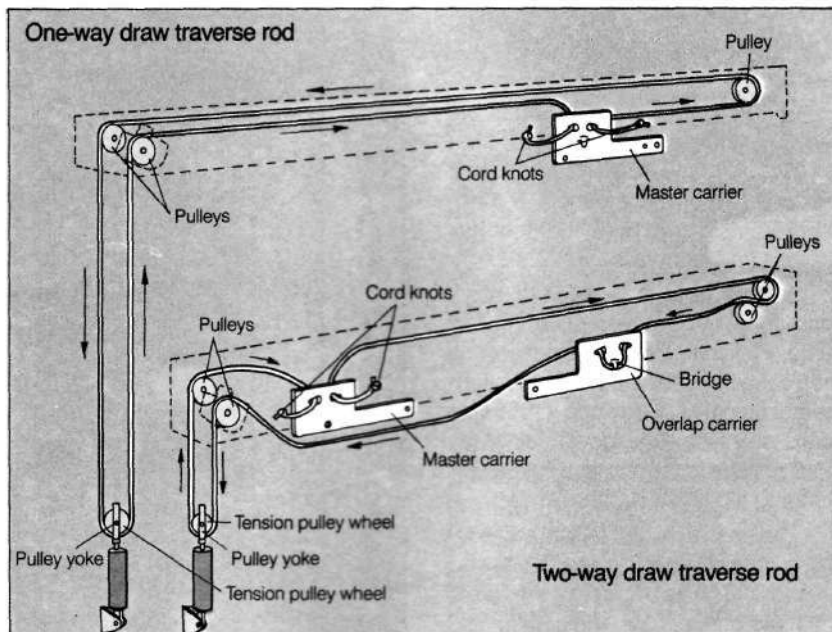 One-way draw traverse rod
Pulley
Cord knots
Master carrier
Pulleys
Pulleys
Cord knots
Pulleys
Bridge
Overlap carrier
Master carrier
Tension pulley wheel
Pulley yoke
Pulley yoke
Tension pulley wheel
Two-way draw traverse rod